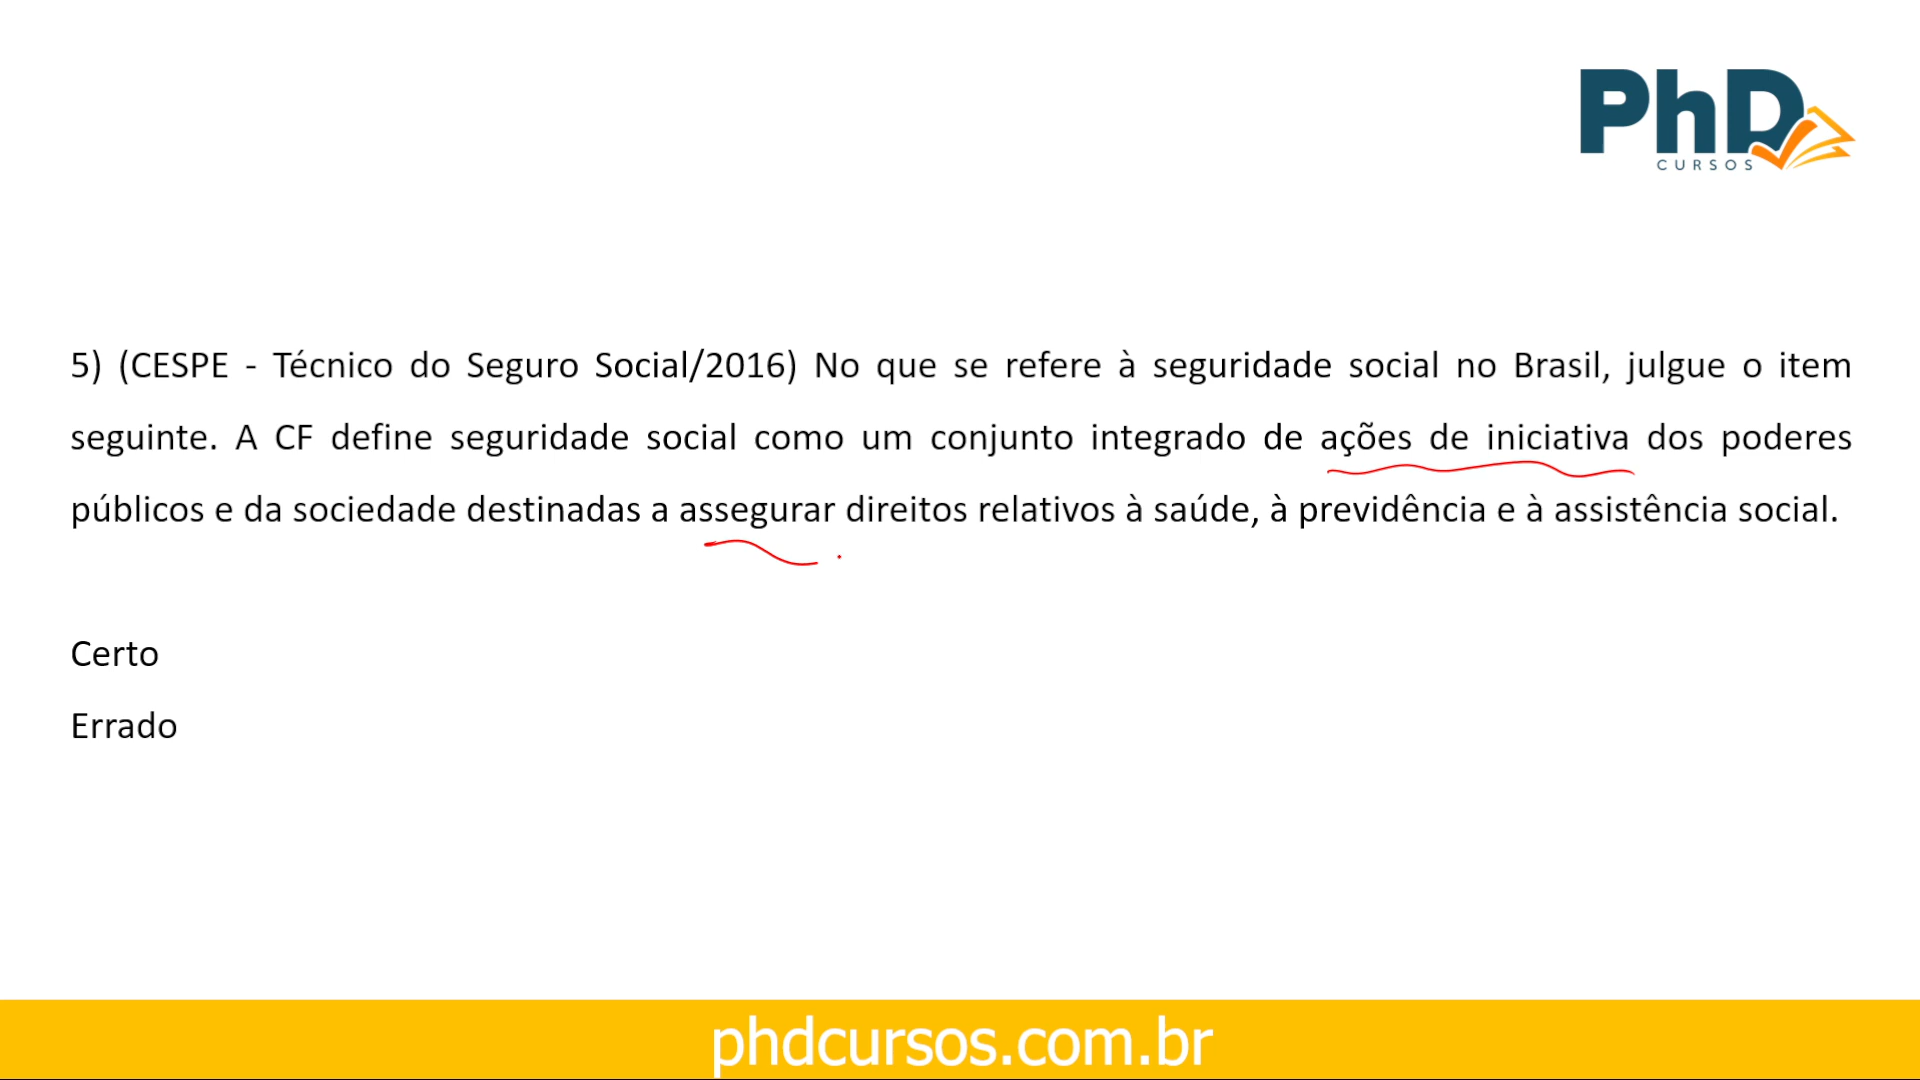 PhD
CURSOS
5) (CESPE - Técnico do Seguro Social/2016) No que se refere à seguridade social no Brasil, julgue o item
seguinte. A CF define seguridade social como um conjunto integrado de ações de iniciativa dos poderes
públicos e da sociedade destinadas a assegurar direitos relativos à saúde, à previdência e à assistência social.
Certo
Errado
phdcursos.com.br